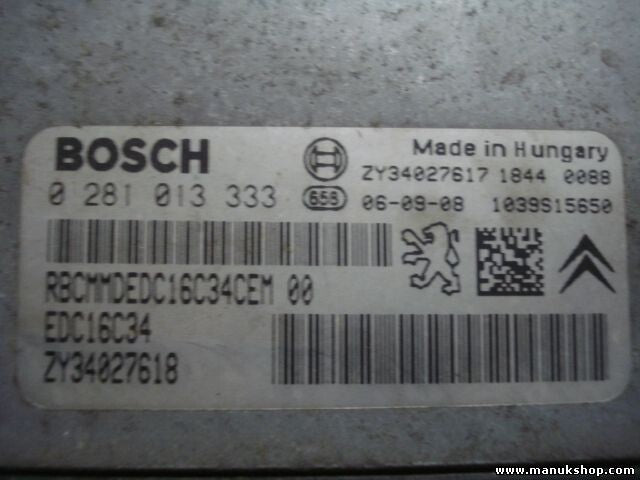 BOSCH
0 281 013 333
656
Made in Hungary
ZY34027617 1844 0088
06-09-08 1039S15650
RBCMMDEDC16C34CEM 00
EDC16C34
ZY34027618
www.manukshop.com